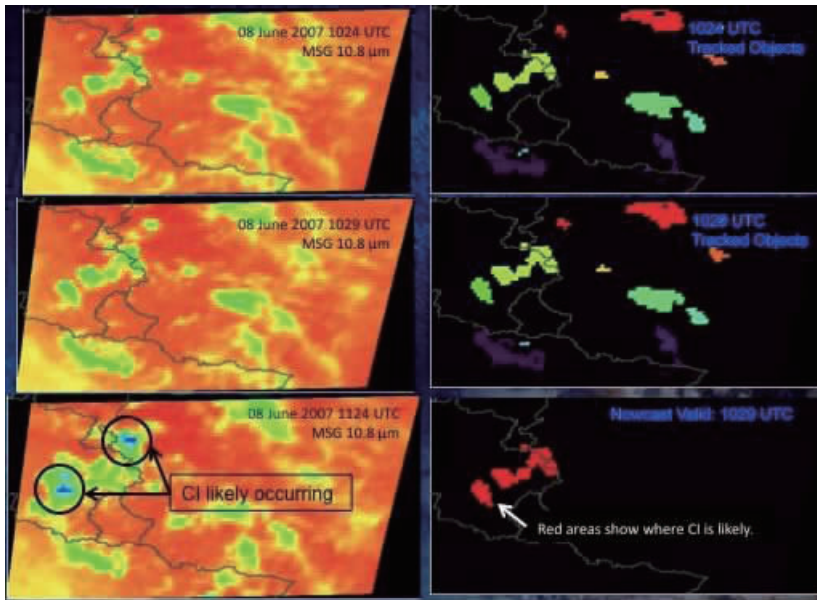 08 June 2007 1024 UTC
MSG 10.8 µm
1024 UTC
Tracked Objects
08 June 2007 1029 UTC
MSG 10.8 µm
1029 UTC
Tracked Objects
08 June 2007 1124 UTC
MSG 10.8 µm
CI likely occurring
Nowcast Valid: 1029 UTC
Red areas show where CI is likely.